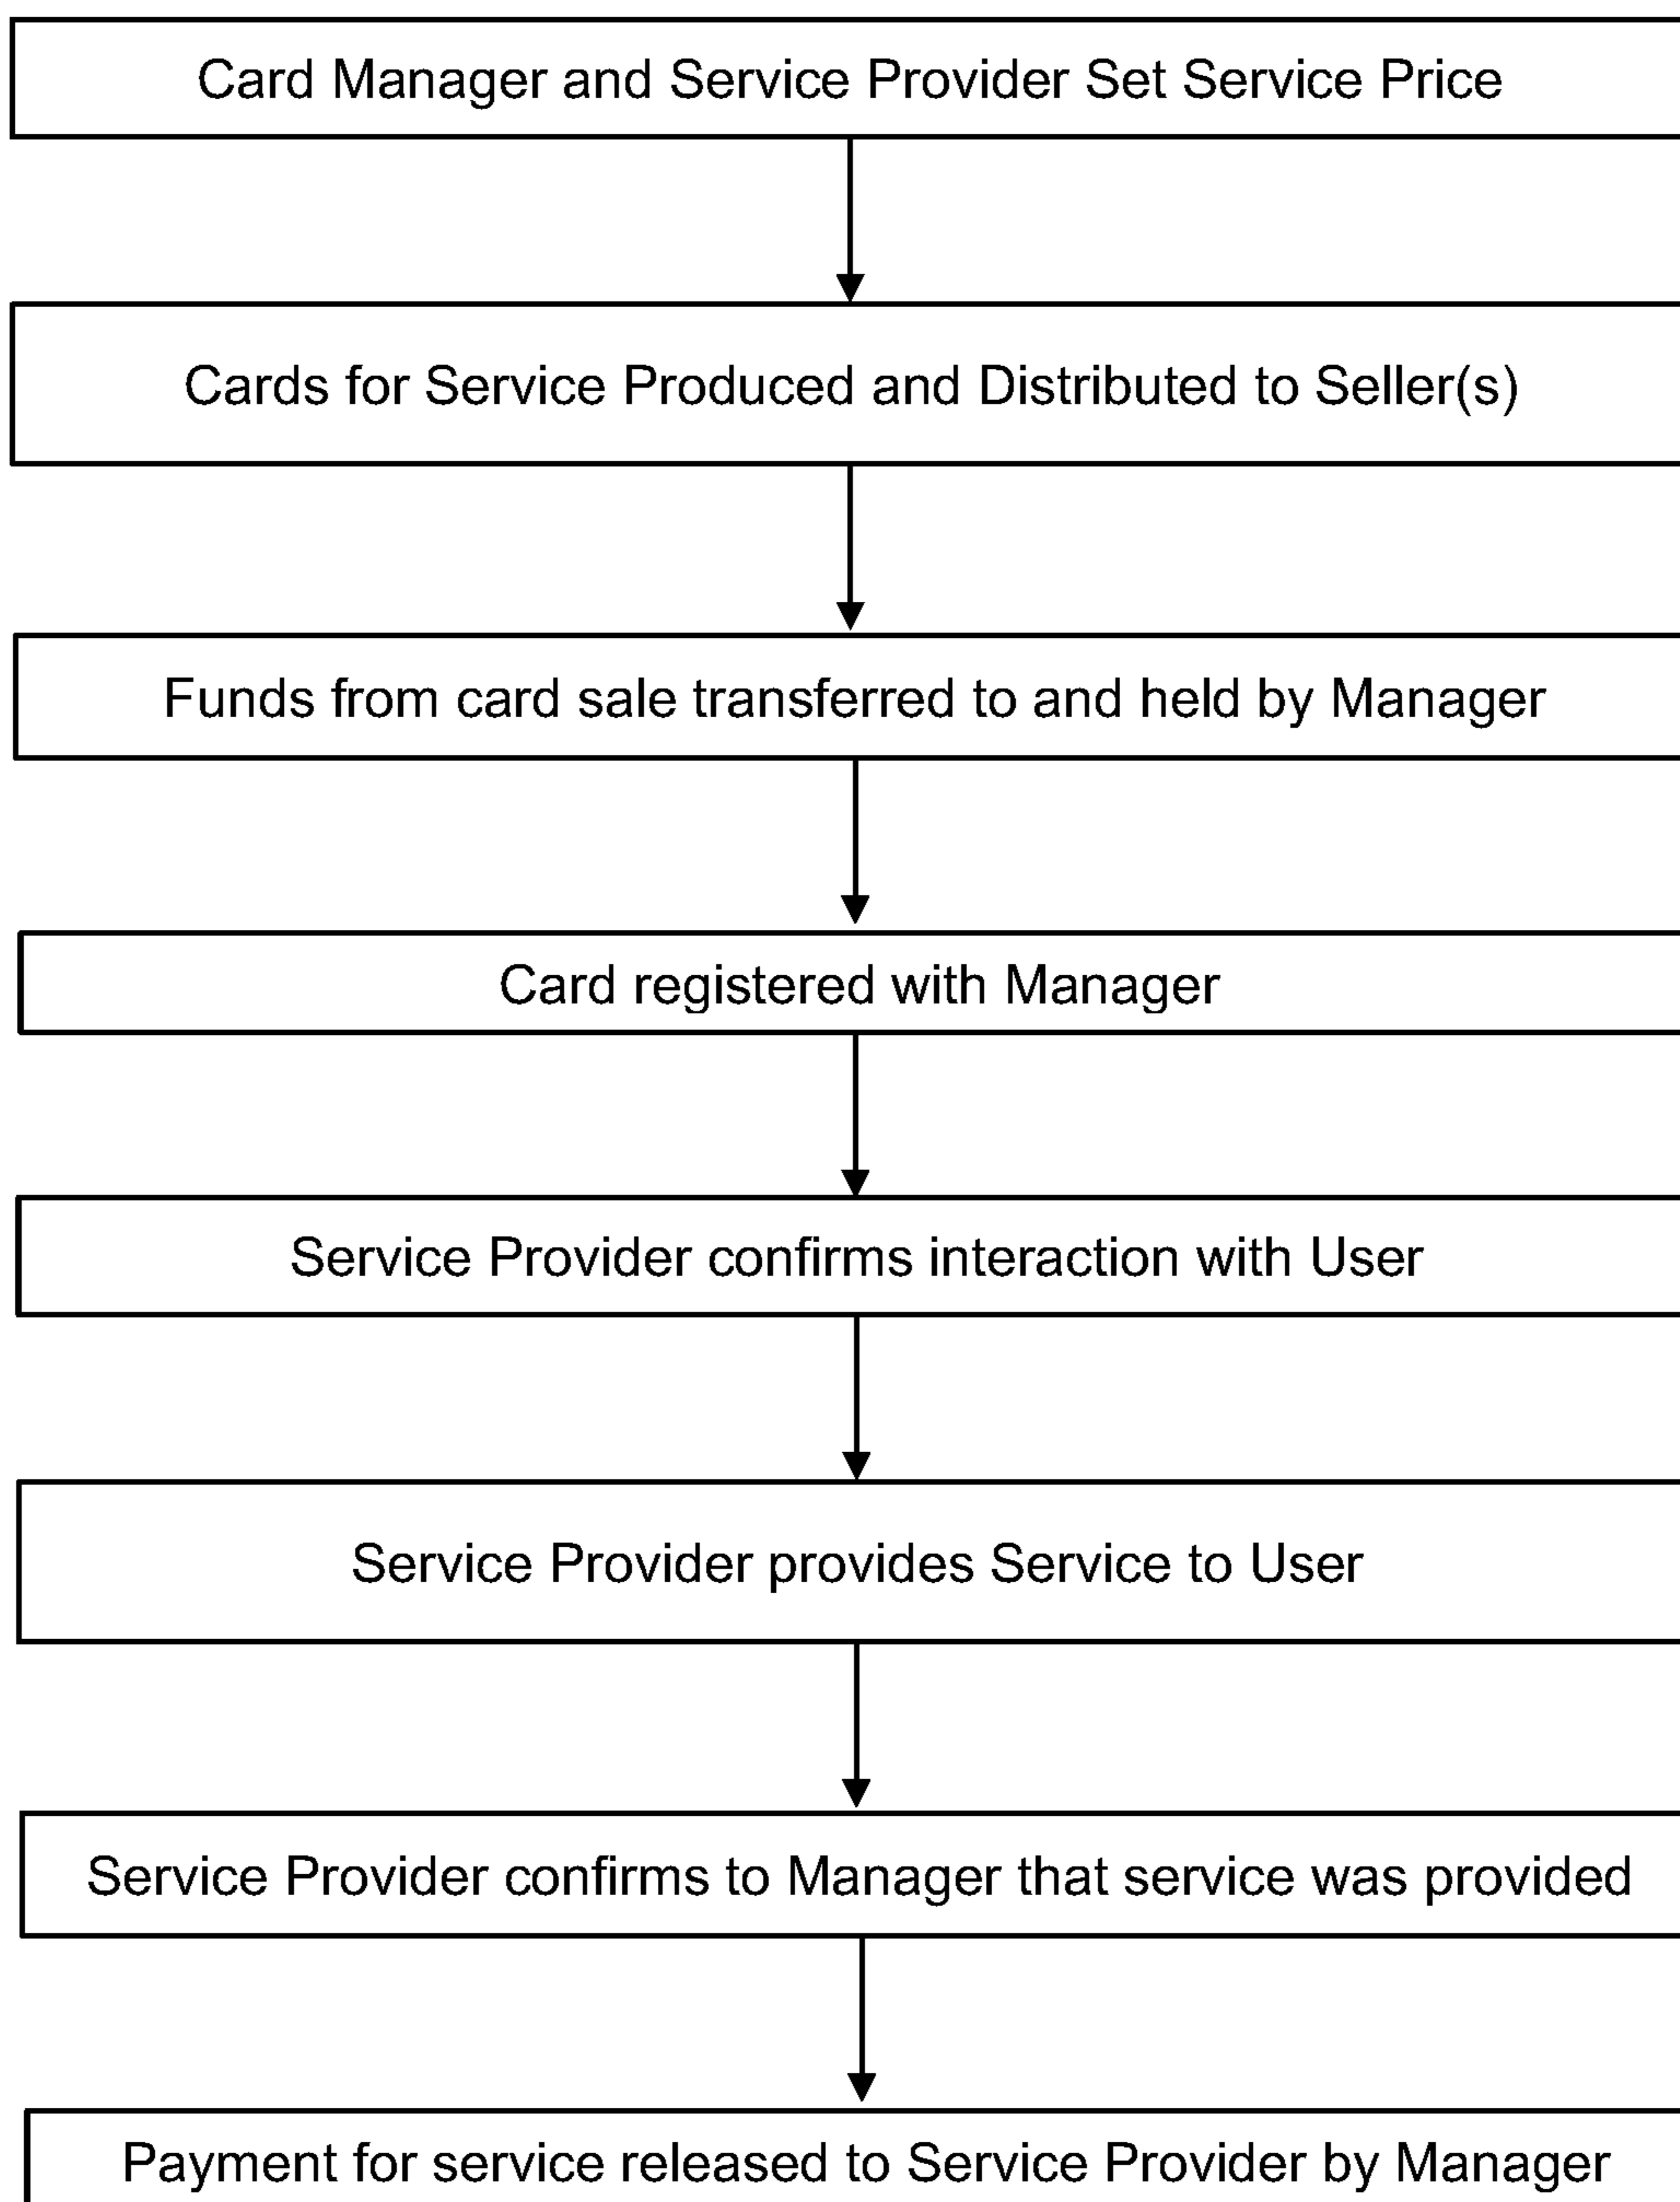 Card Manager and Service Provider Set Service Price
Cards for Service Produced and Distributed to Seller(s)
Funds from card sale transferred to and held by Manager
Card registered with Manager
Service Provider confirms interaction with User
Service Provider provides Service to User
Service Provider confirms to Manager that service was provided
Payment for service released to Service Provider by Manager